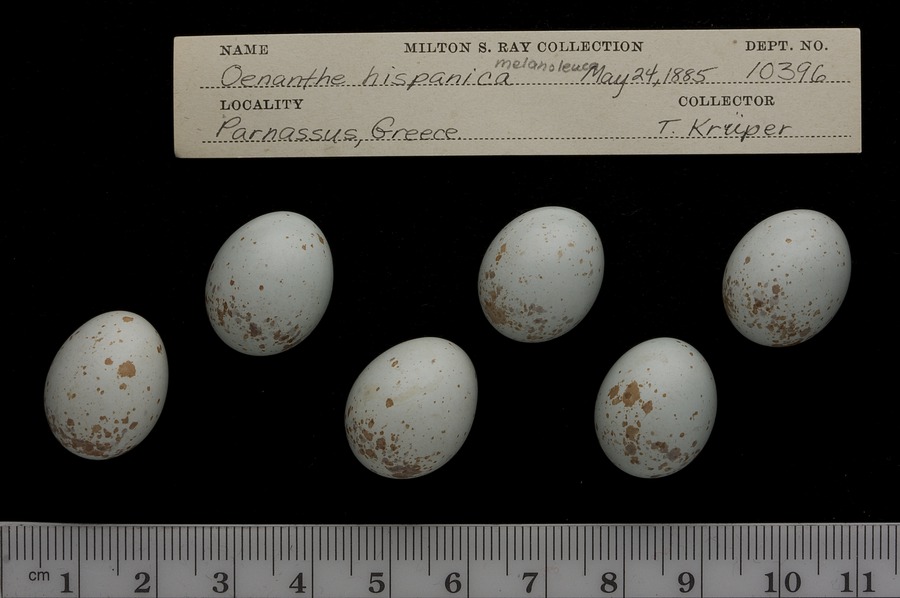 NAME MILTON S. RAY COLLECTION DEPT. NO.
melanoleuca
Oenanthe hispanica May 24, 1885 10396
LOCALITY COLLECTOR
Parnassus, Greece T. Krüper
cm 1 2 3 4 5 6 7 8 9 10 11